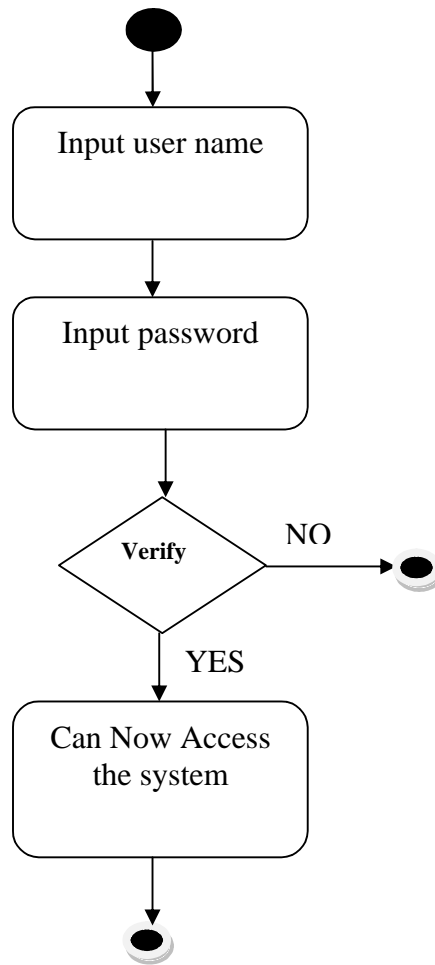 Input user name
Input password
Verify
NO
YES
Can Now Access
the system